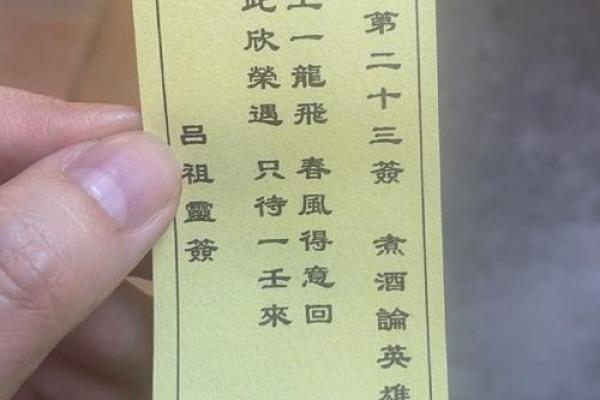 第二十三簽 煮酒論英雄
上一龍飛 春風得意回
此欣榮遇 只待一壬來
呂祖靈簽